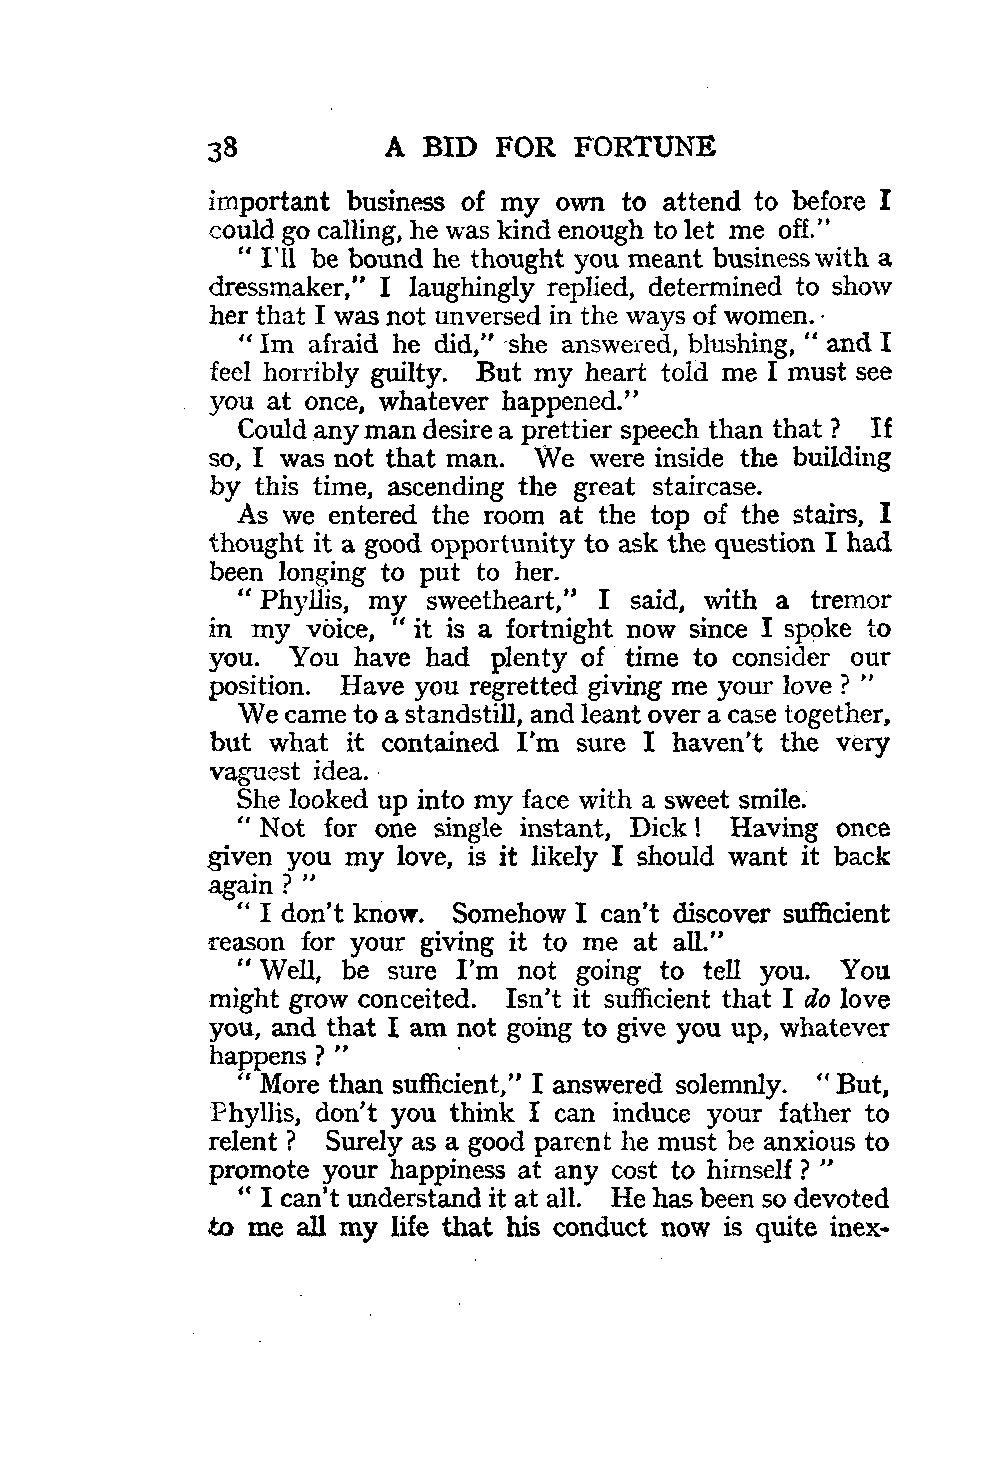 38 A BID FOR FORTUNE
important business of my own to attend to before I
could go calling, he was kind enough to let me off."
" I'll be bound he thought you meant business with a
dressmaker," I laughingly replied, determined to show
her that I was not unversed in the ways of women.
" Im afraid he did," she answered, blushing, " and I
feel horribly guilty. But my heart told me I must see
you at once, whatever happened."
Could any man desire a prettier speech than that ? If
so, I was not that man. We were inside the building
by this time, ascending the great staircase.
As we entered the room at the top of the stairs, I
thought it a good opportunity to ask the question I had
been longing to put to her.
" Phyllis, my sweetheart," I said, with a tremor
in my voice, " it is a fortnight now since I spoke to
you. You have had plenty of time to consider our
position. Have you regretted giving me your love ? "
We came to a standstill, and leant over a case together,
but what it contained I'm sure I haven't the very
vaguest idea.
She looked up into my face with a sweet smile.
" Not for one single instant, Dick ! Having once
given you my love, is it likely I should want it back
again ? "
" I don't know. Somehow I can't discover sufficient
reason for your giving it to me at all."
" Well, be sure I'm not going to tell you. You
might grow conceited. Isn't it sufficient that I do love
you, and that I am not going to give you up, whatever
happens ? "
" More than sufficient," I answered solemnly. " But,
Phyllis, don't you think I can induce your father to
relent ? Surely as a good parent he must be anxious to
promote your happiness at any cost to himself ? "
" I can't understand it at all. He has been so devoted
to me all my life that his conduct now is quite inex-